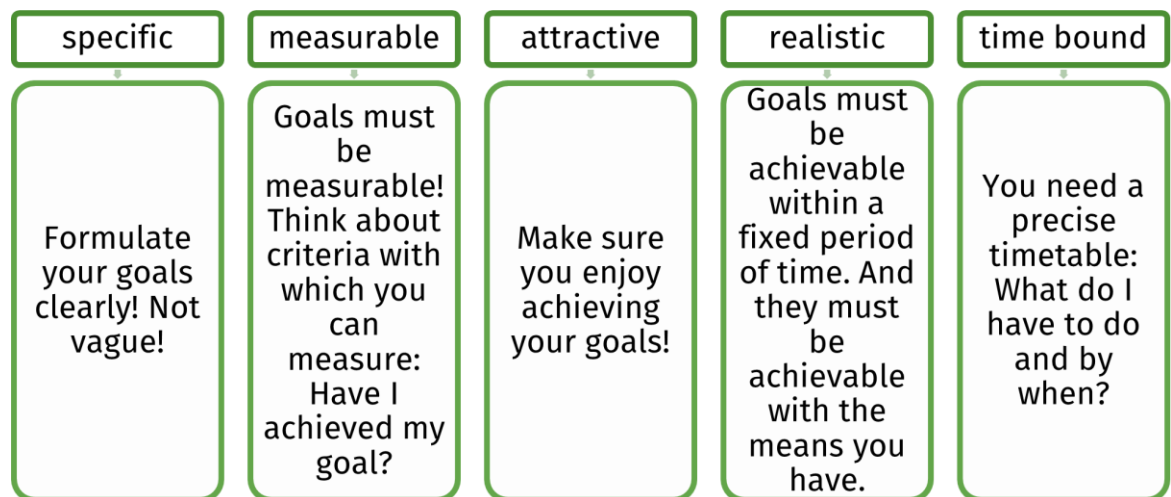 specific
measurable
attractive
realistic
time bound
Formulate
your goals
clearly! Not
vague!
Goals must
be
measurable!
Think about
criteria with
which you
can
measure:
Have I
achieved my
goal?
Make sure
you enjoy
achieving
your goals!
Goals must
be
achievable
within a
fixed period
of time. And
they must
be
achievable
with the
means you
have.
You need a
precise
timetable:
What do I
have to do
and by
when?